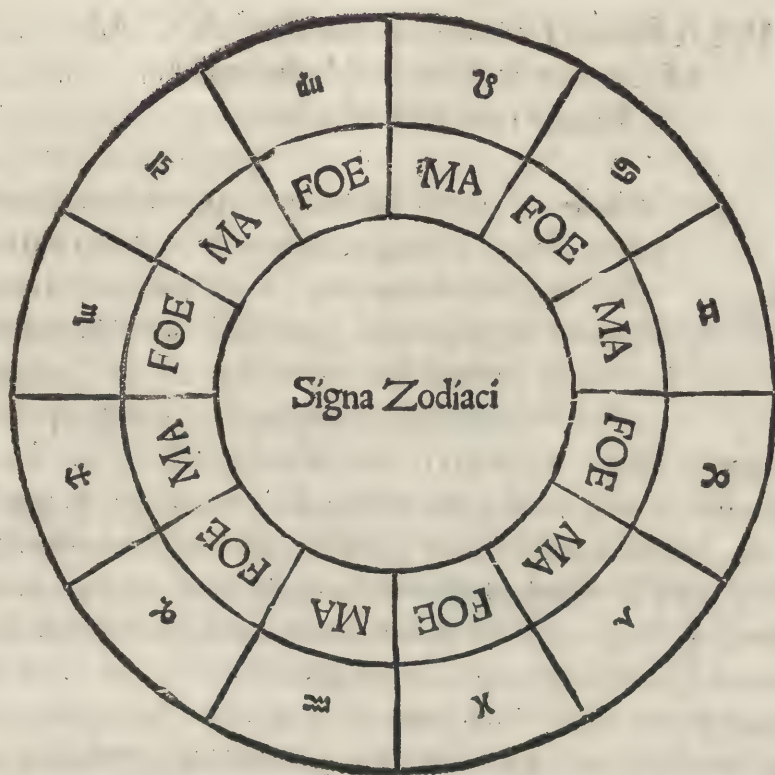 ♍ ♌ ♋ ♊ ♉ ♈ ♓ ♒ ♑ ♐ ♏ ♎
FOE MA FOE MA FOE MA FOE MA FOE MA FOE MA
Signa Zodiaci